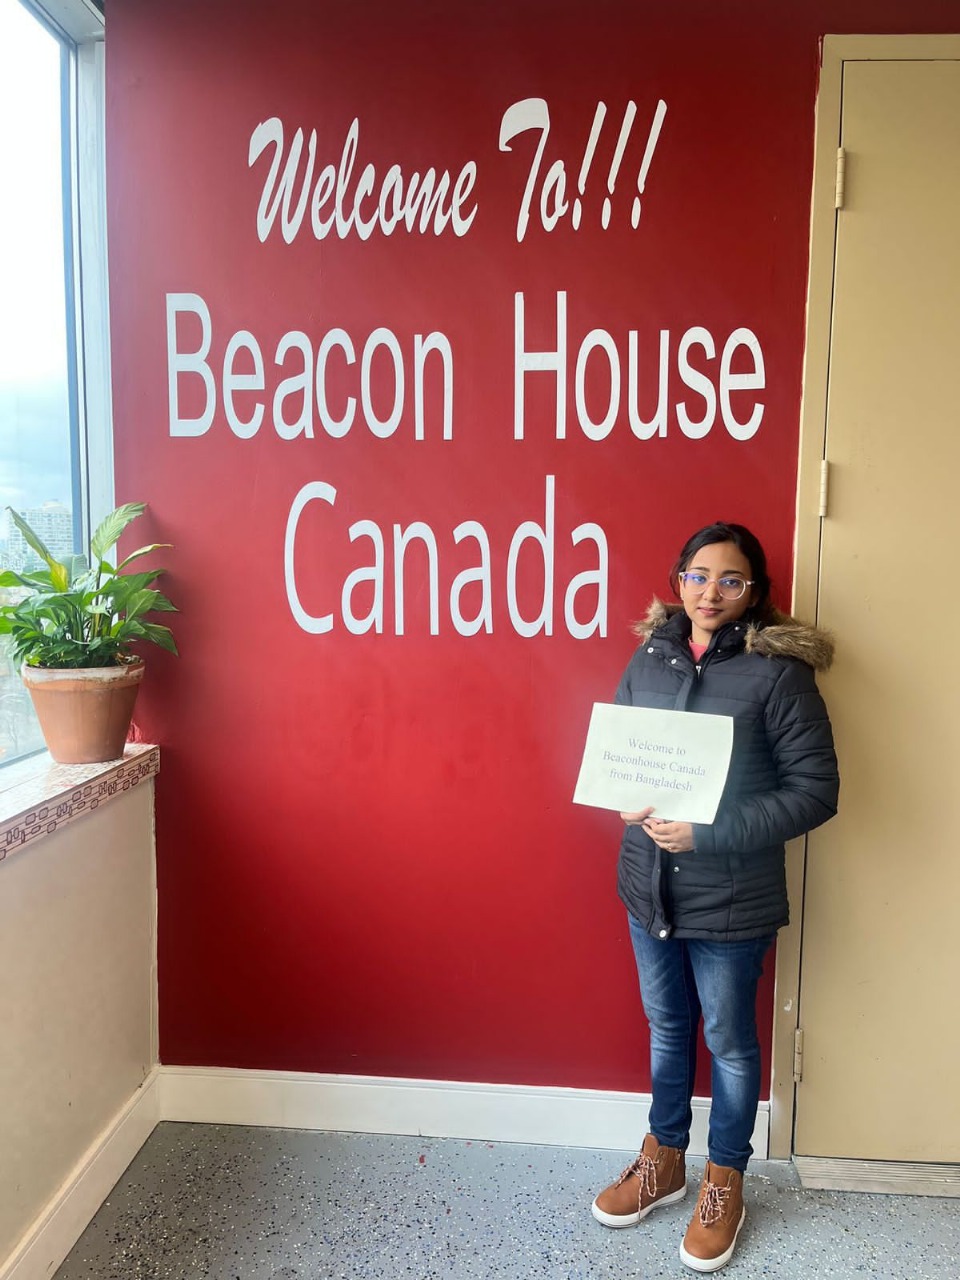 Welcome To!!!
Beacon House
Canada
Welcome to
Beaconhouse Canada
from Bangladesh